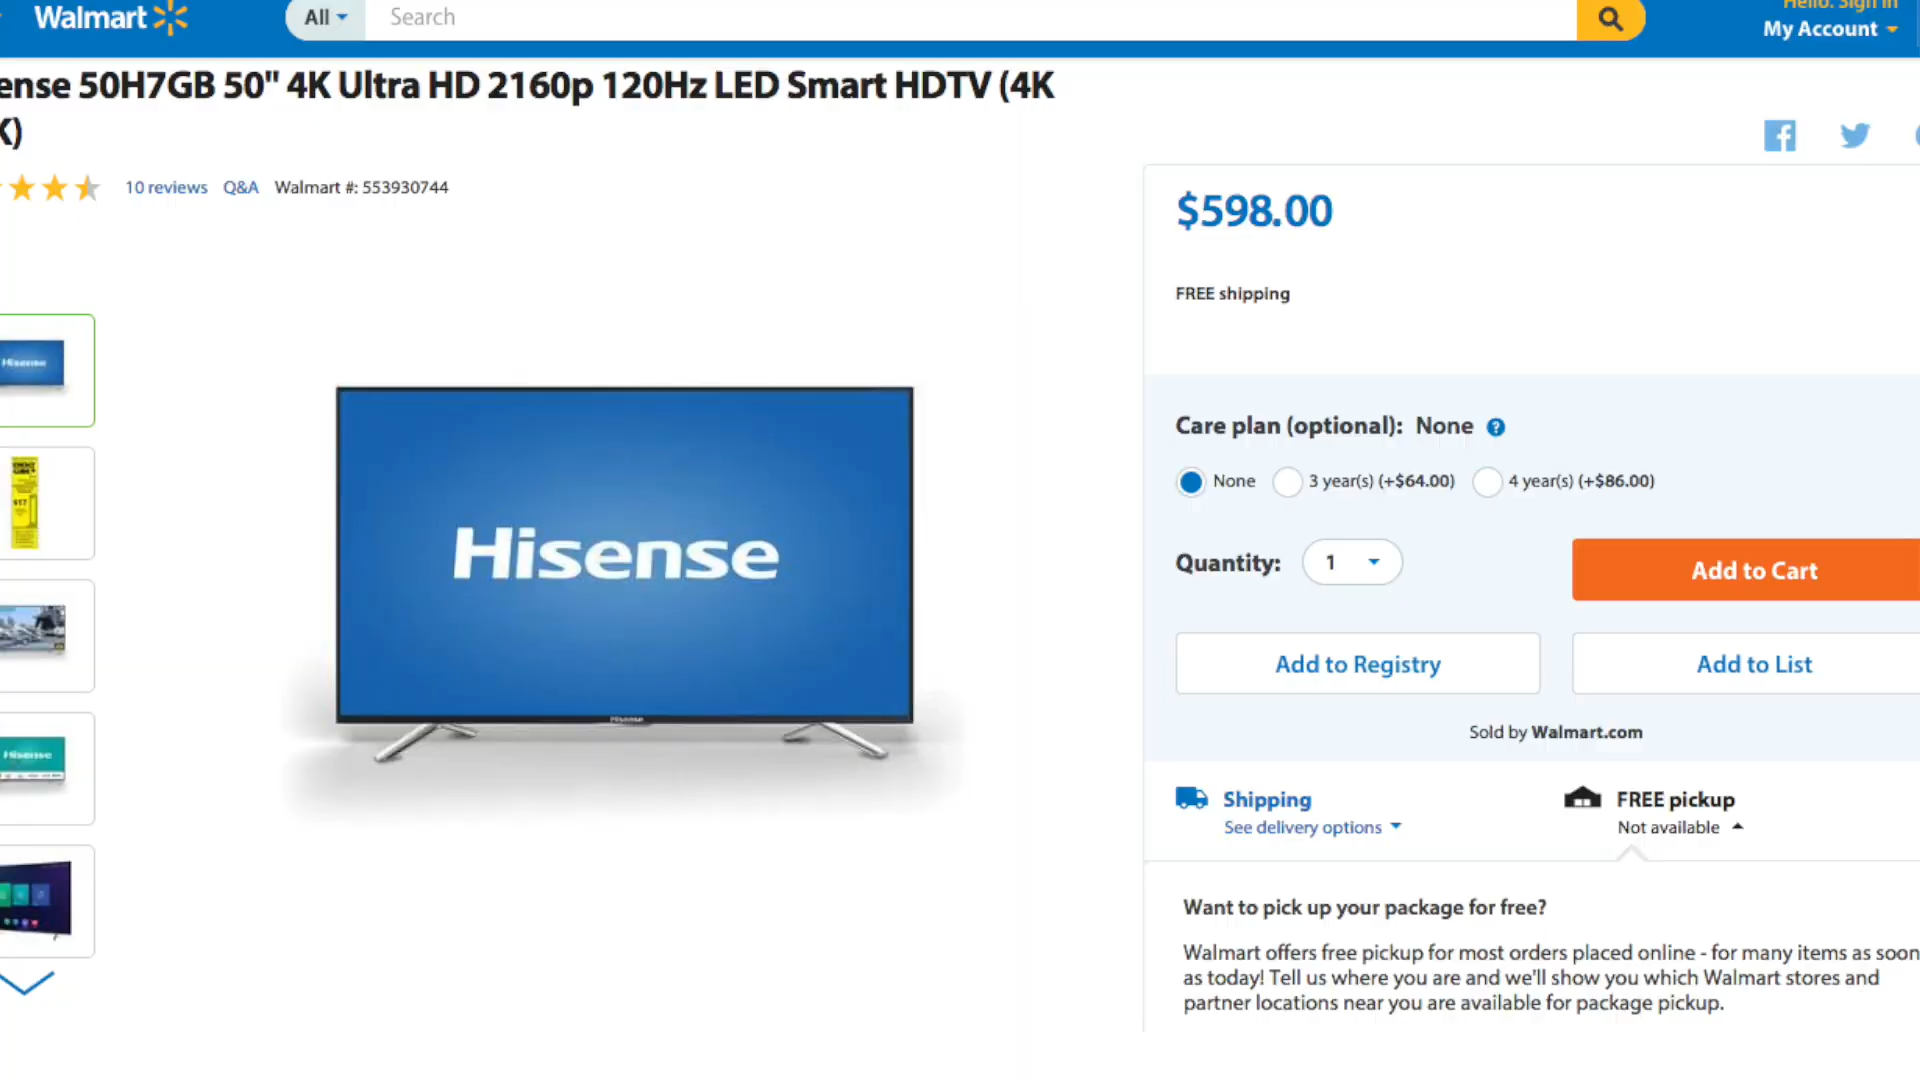 Walmart
All
Search
Hello. Sign In
My Account
ense 50H7GB 50" 4K Ultra HD 2160p 120Hz LED Smart HDTV (4K
K)
10 reviews Q&A Walmart #: 553930744
$598.00
FREE shipping
Hisense
Care plan (optional): None ?
None 3 year(s) (+$64.00) 4 year(s) (+$86.00)
$17
Hisense
Quantity: 1
Add to Cart
Add to Registry
Add to List
Hisense
Sold by Walmart.com
Hisense
Shipping
See delivery options
FREE pickup
Not available
Want to pick up your package for free?
Walmart offers free pickup for most orders placed online - for many items as soon
as today! Tell us where you are and we'll show you which Walmart stores and
partner locations near you are available for package pickup.